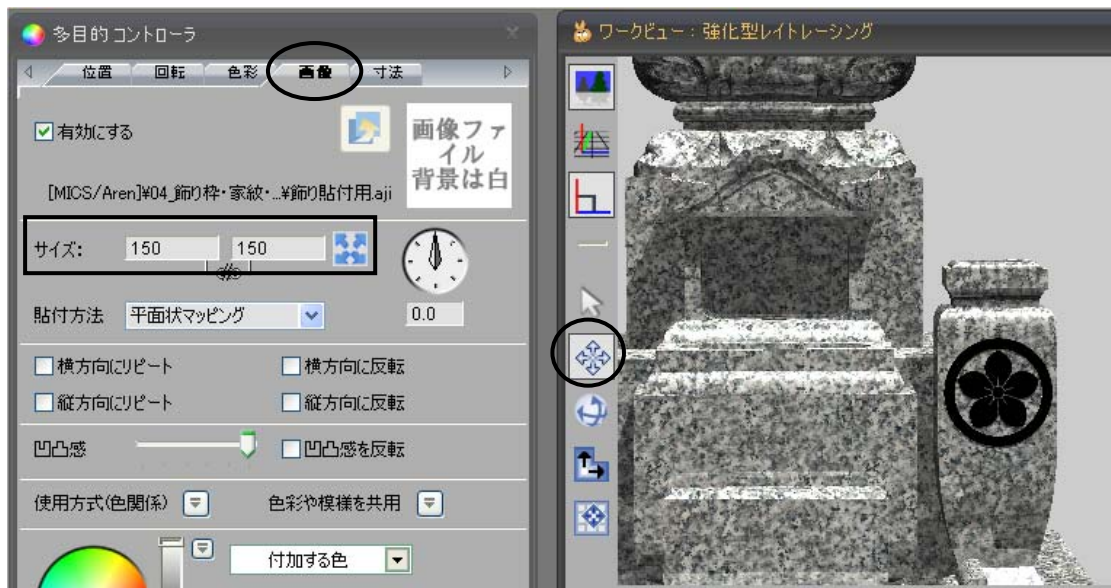 多目的コントローラ
位置 回転 色彩 画像 寸法
有効にする
画像ファ
イル
背景は白
[MICS/Aren]¥04_飾り枠・家紋・...¥飾り貼付用.aji
サイズ: 150 150
貼付方法 平面状マッピング 0.0
横方向にリピート 横方向に反転
縦方向にリピート 縦方向に反転
凹凸感 凹凸感を反転
使用方式(色関係) 色彩や模様を共用
付加する色
ワークビュー : 強化型レイトレーシング